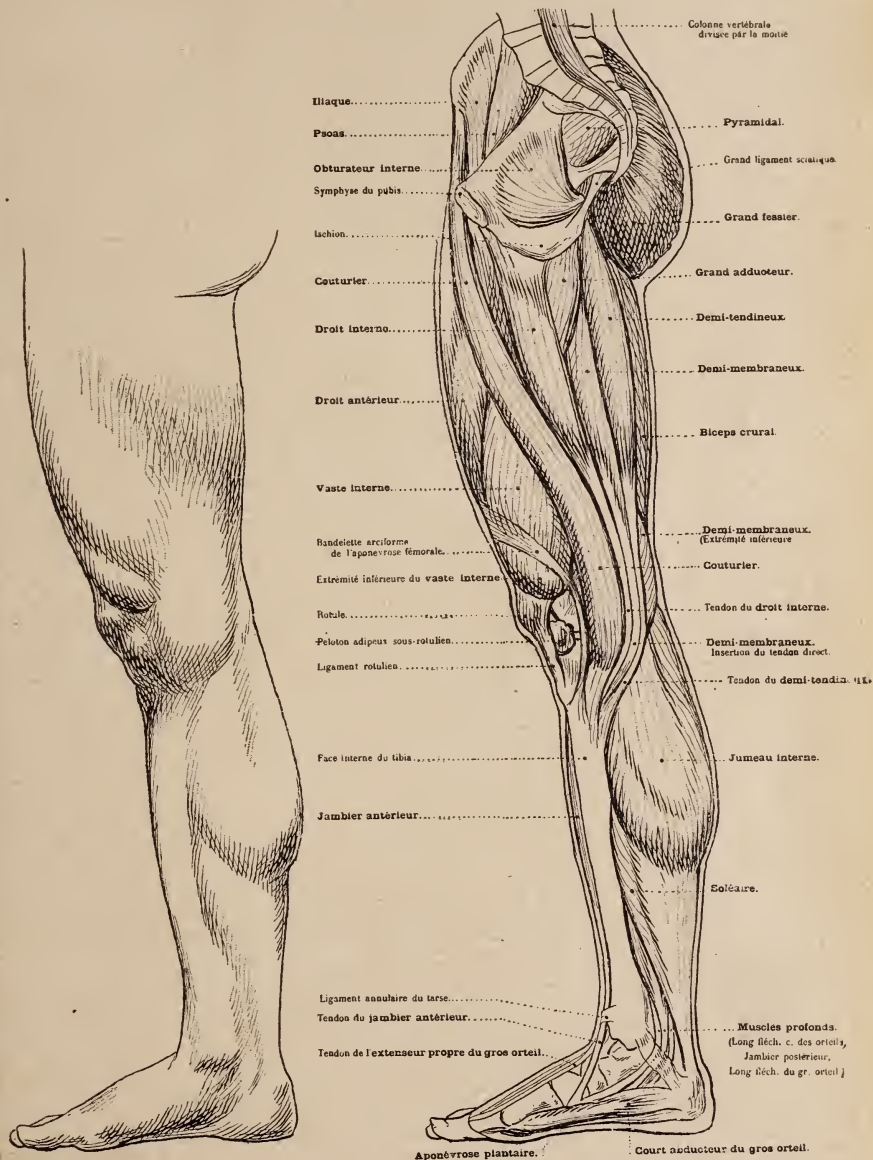 Colonne vertébrale
divisée par la moitié
Iliaque
Psoas
Obturateur interne
Symphyse du pubis
Ischion
Couturier
Droit interne
Droit antérieur
Vaste interne
Bandelette arciforme
de l'aponévrose fémorale
Extrémité inférieure du vaste interne
Rotule
Peloton adipeux sous-rotulien
Ligament rotulien
Face interne du tibia
Jambier antérieur
Ligament annulaire du tarse
Tendon du jambier antérieur
Tendon de l'extenseur propre du gros orteil
Pyramidal.
Grand ligament sciatique.
Grand fessier.
Grand adducteur.
Demi-tendineux.
Demi-membraneux.
Biceps crural.
Demi-membraneux.
(Extrémité inférieure
Couturier.
Tendon du droit interne.
Demi-membraneux.
Insertion du tendon direct.
Tendon du
Jumeau interne.
Soléaire.
Muscles profonds.
(Long fléch. c. des orteils,
Jambier postérieur,
Long fléch. du gr. orteil)
Aponévrose plantaire.
Court abducteur du gros orteil.